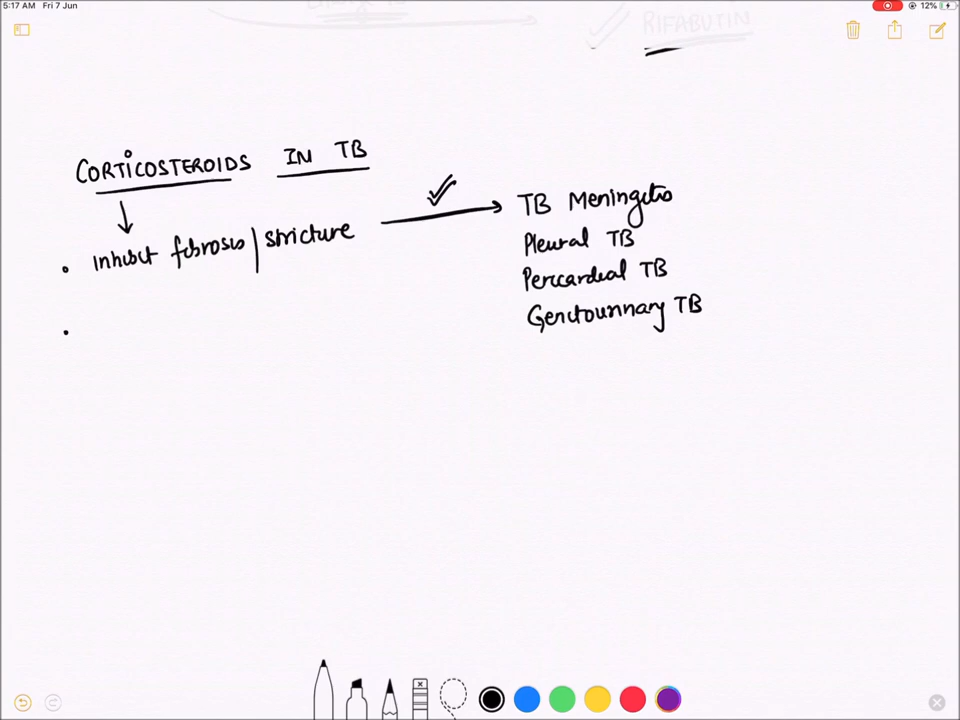 5:17 AM Fri 7 Jun
12%
RIFABUTIN
CORTICOSTEROIDS IN TB
• Inhibit fibrosis / stricture
TB Meningitis
Pleural TB
Pericardial TB
Genitourinary TB
•